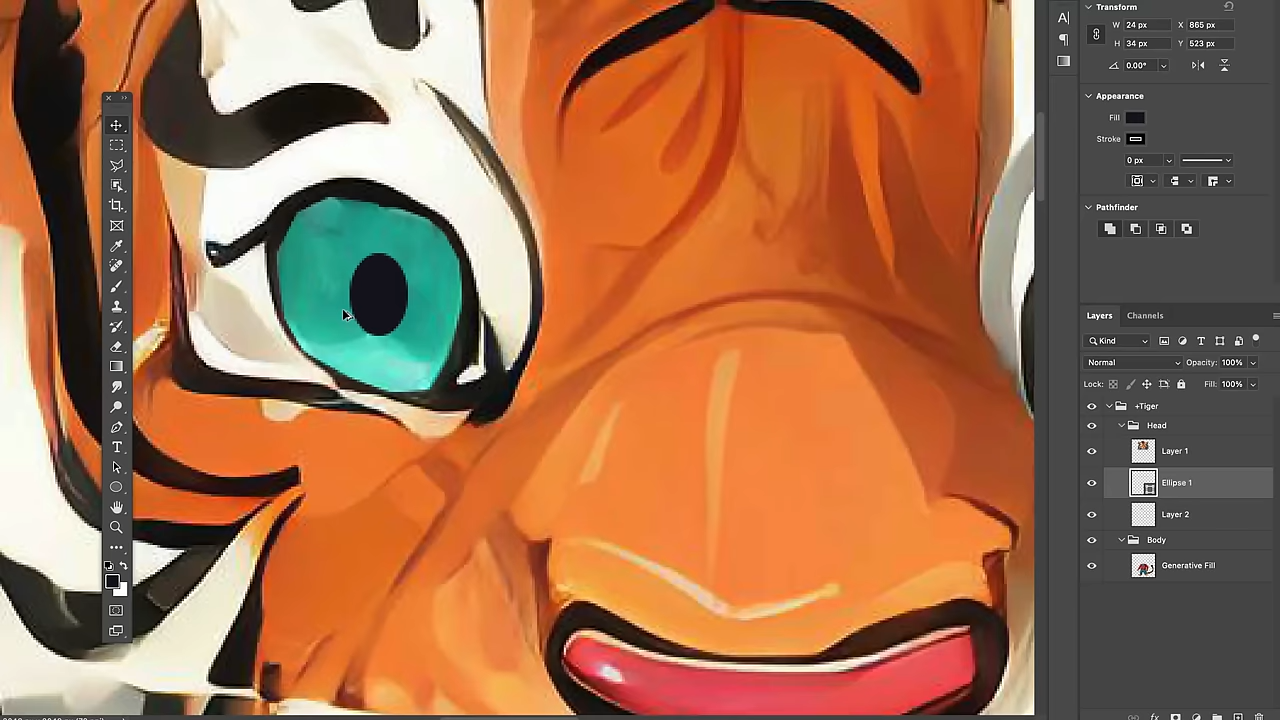 Transform
W 24 px X 865 px
H 34 px Y 523 px
0.00°
Appearance
Fill
Stroke
0 px
Pathfinder
Layers Channels
Kind
Normal Opacity: 100%
Lock: Fill: 100%
+Tiger
Head
Layer 1
Ellipse 1
Layer 2
Body
Generative Fill